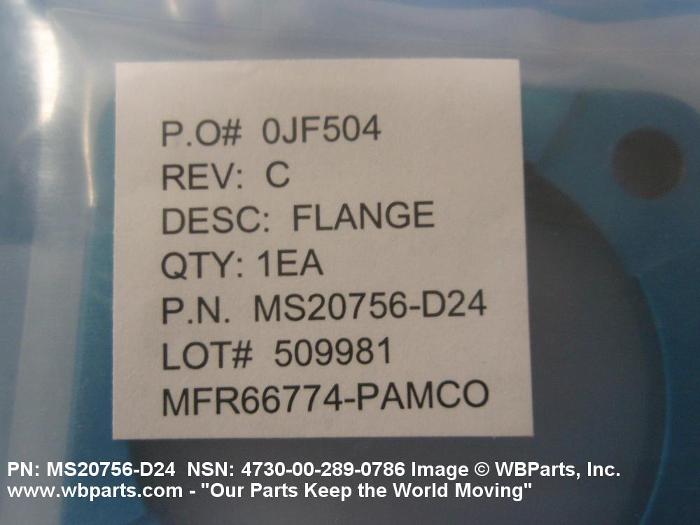 P.O# 0JF504
REV: C
DESC: FLANGE
QTY: 1EA
P.N. MS20756-D24
LOT# 509981
MFR66774-PAMCO
PN: MS20756-D24 NSN: 4730-00-289-0786 Image © WBParts, Inc.
www.wbparts.com - "Our Parts Keep the World Moving"